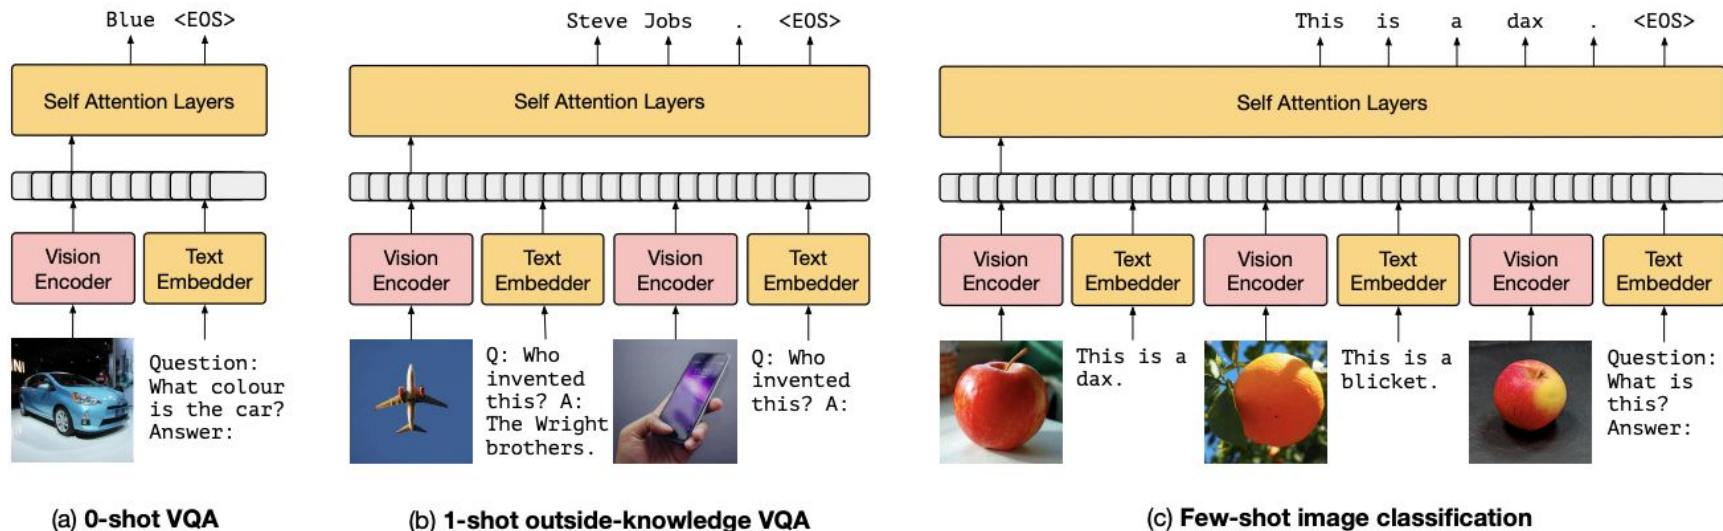 Blue <EOS>
Self Attention Layers
Vision
Encoder
Text
Embedder
Question:
What colour
is the car?
Answer:
(a) 0-shot VQA
Steve Jobs . <EOS>
Self Attention Layers
Vision
Encoder
Text
Embedder
Vision
Encoder
Text
Embedder
Q: Who
invented
this? A:
The Wright
brothers.
Q: Who
invented
this? A:
(b) 1-shot outside-knowledge VQA
This is a dax . <EOS>
Self Attention Layers
Vision
Encoder
Text
Embedder
Vision
Encoder
Text
Embedder
Vision
Encoder
Text
Embedder
This is a
dax.
This is a
blicket.
Question:
What is
this?
Answer:
(c) Few-shot image classification